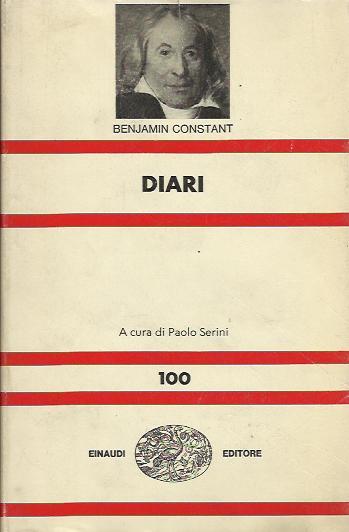 BENJAMIN CONSTANT
DIARI
A cura di Paolo Serini
100
EINAUDI EDITORE